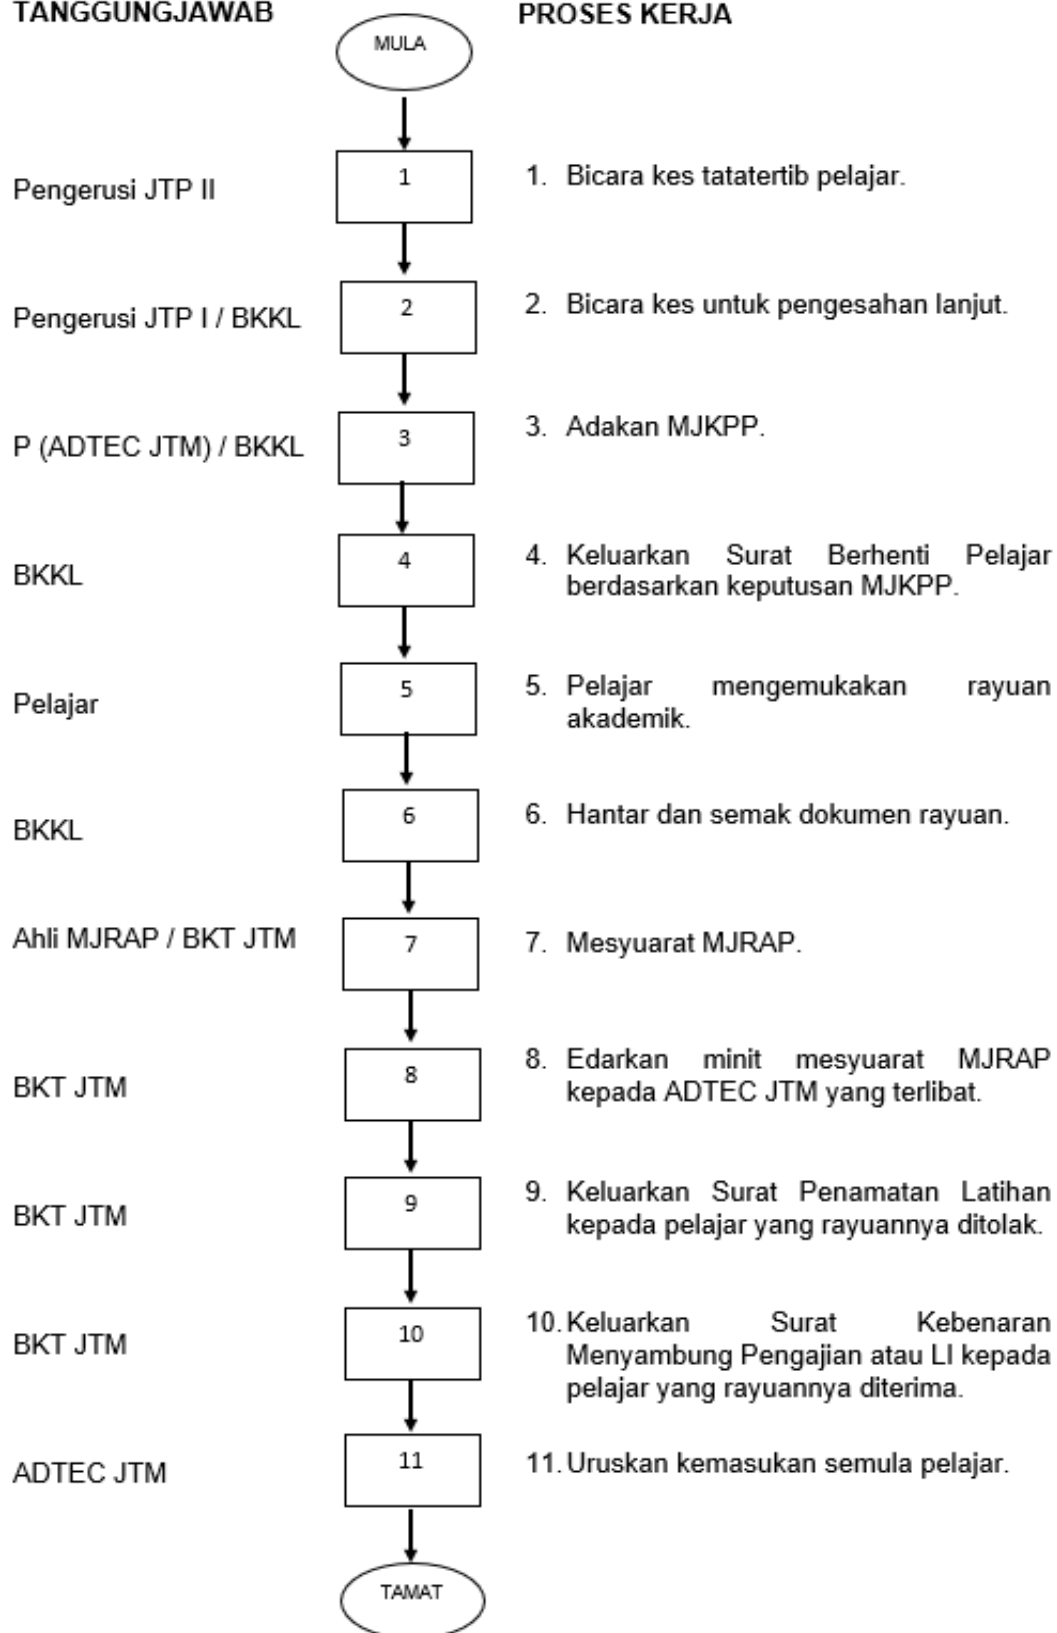 TANGGUNGJAWAB
PROSES KERJA
MULA
Pengerusi JTP II
1
1. Bicara kes tatatertib pelajar.
Pengerusi JTP I / BKKL
2
2. Bicara kes untuk pengesahan lanjut.
P (ADTEC JTM) / BKKL
3
3. Adakan MJKPP.
BKKL
4
4. Keluarkan Surat Berhenti Pelajar
berdasarkan keputusan MJKPP.
Pelajar
5
5. Pelajar mengemukakan rayuan
akademik.
BKKL
6
6. Hantar dan semak dokumen rayuan.
Ahli MJRAP / BKT JTM
7
7. Mesyuarat MJRAP.
BKT JTM
8
8. Edarkan minit mesyuarat MJRAP
kepada ADTEC JTM yang terlibat.
BKT JTM
9
9. Keluarkan Surat Penamatan Latihan
kepada pelajar yang rayuannya ditolak.
BKT JTM
10
10. Keluarkan Surat Kebenaran
Menyambung Pengajian atau LI kepada
pelajar yang rayuannya diterima.
ADTEC JTM
11
11. Uruskan kemasukan semula pelajar.
TAMAT